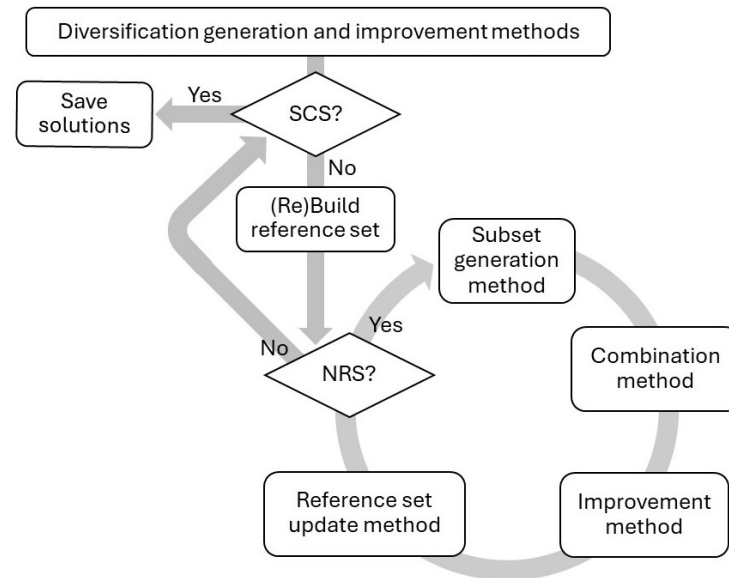 Diversification generation and improvement methods
Yes
Save
solutions
SCS?
No
(Re)Build
reference set
Subset
generation
method
Yes
No
NRS?
Combination
method
Reference set
update method
Improvement
method